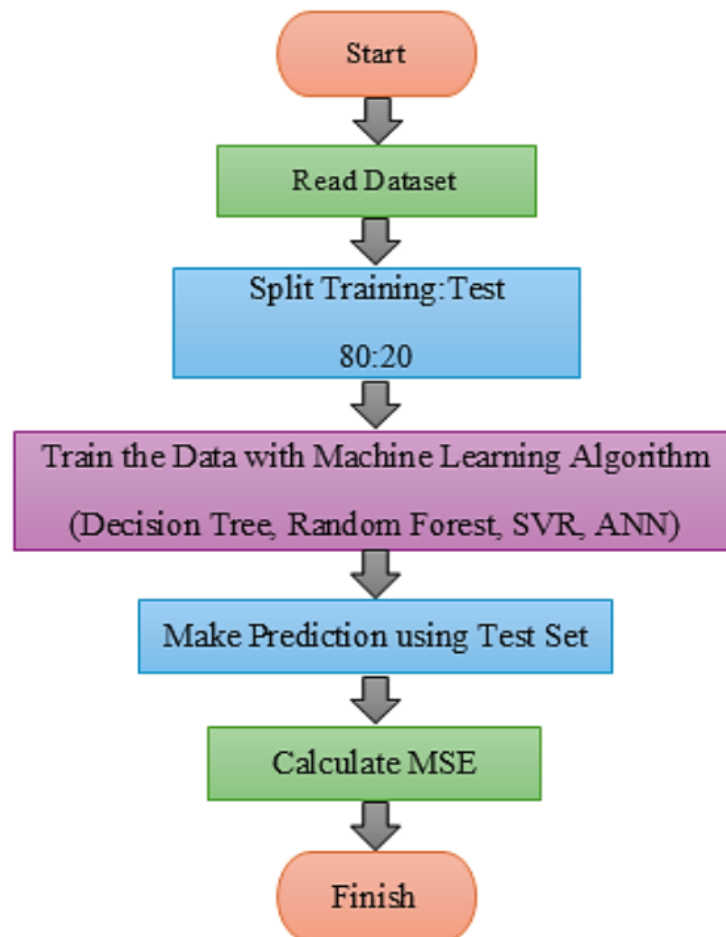 Start
Read Dataset
Split Training:Test
80:20
Train the Data with Machine Learning Algorithm
(Decision Tree, Random Forest, SVR, ANN)
Make Prediction using Test Set
Calculate MSE
Finish